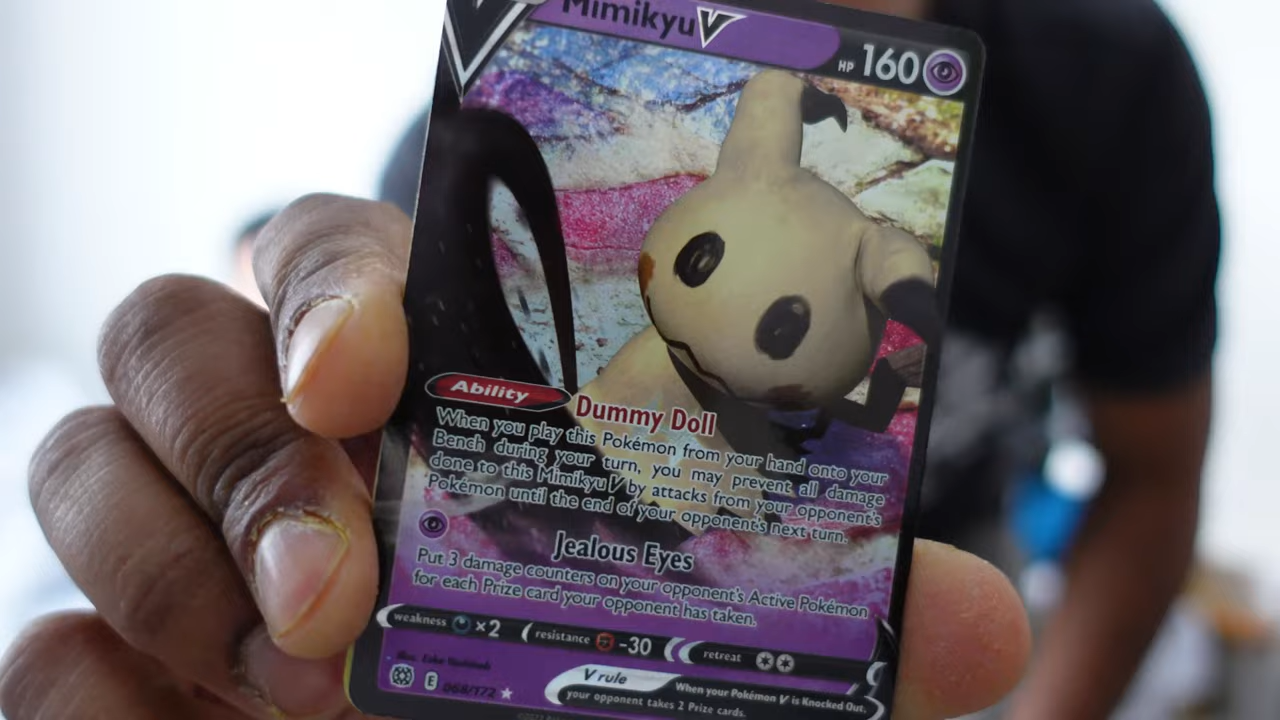 Mimikyu V
HP 160
Ability
Dummy Doll
When you play this Pokémon from your hand onto your
Bench during your turn, you may prevent all damage
done to this Mimikyu V by attacks from your opponent's
Pokémon until the end of your opponent's next turn.
Jealous Eyes
Put 3 damage counters on your opponent's Active Pokémon
for each Prize card your opponent has taken.
weakness ×2 resistance -30 retreat
E 068/172
V rule
When your Pokémon V is Knocked Out,
your opponent takes 2 Prize cards.